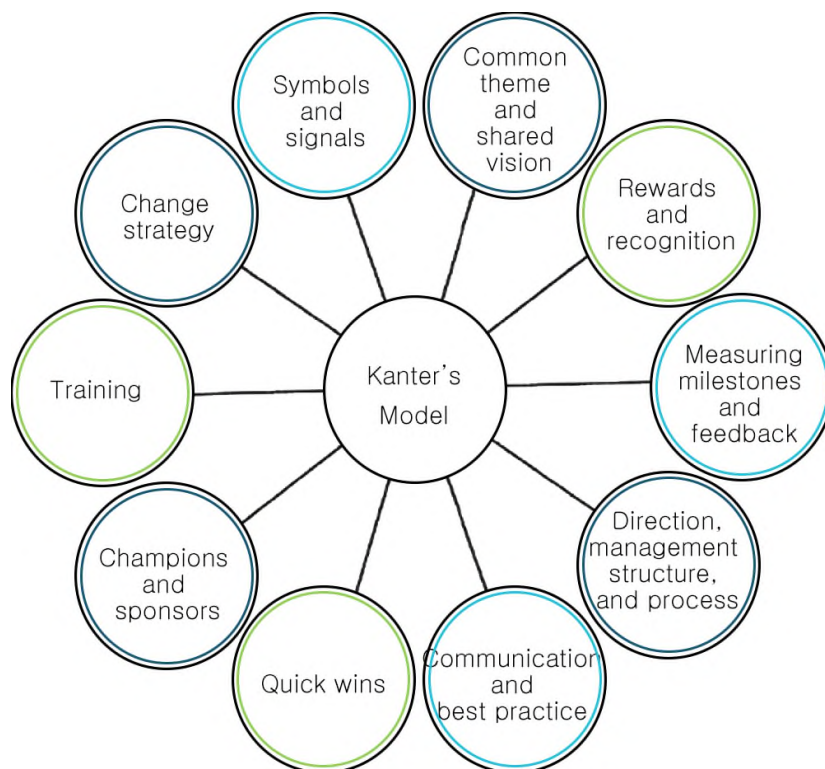 Symbols
and
signals
Common
theme
and
shared
vision
Rewards
and
recognition
Measuring
milestones
and
feedback
Direction,
management
structure,
and process
Communication
and
best practice
Quick wins
Champions
and
sponsors
Training
Change
strategy
Kanter's
Model